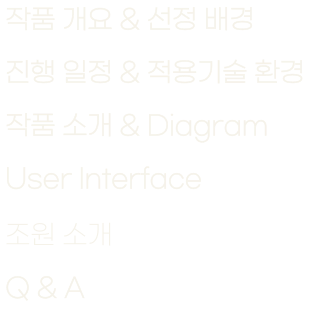 작품 개요 & 선정 배경
진행 일정 & 적용기술 환경
작품 소개 & Diagram
User Interface
조원 소개
Q & A